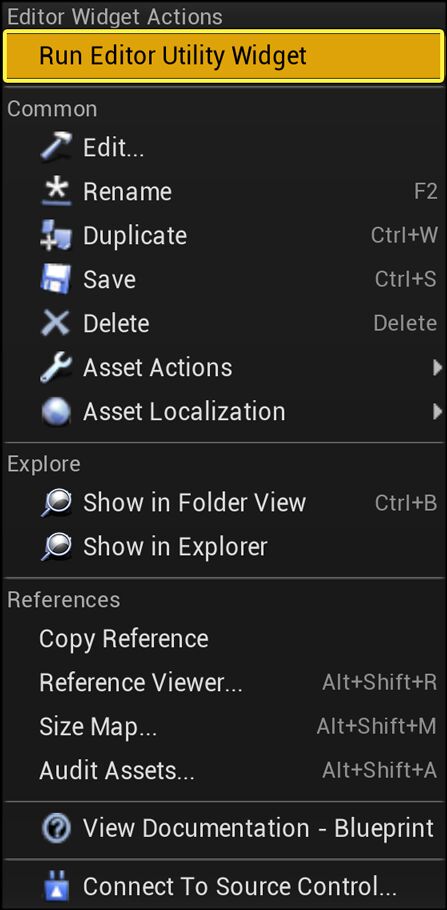 Editor Widget Actions
Run Editor Utility Widget
Common
Edit...
Rename F2
Duplicate Ctrl+W
Save Ctrl+S
Delete Delete
Asset Actions
Asset Localization
Explore
Show in Folder View Ctrl+B
Show in Explorer
References
Copy Reference
Reference Viewer... Alt+Shift+R
Size Map... Alt+Shift+M
Audit Assets... Alt+Shift+A
View Documentation - Blueprint
Connect To Source Control...